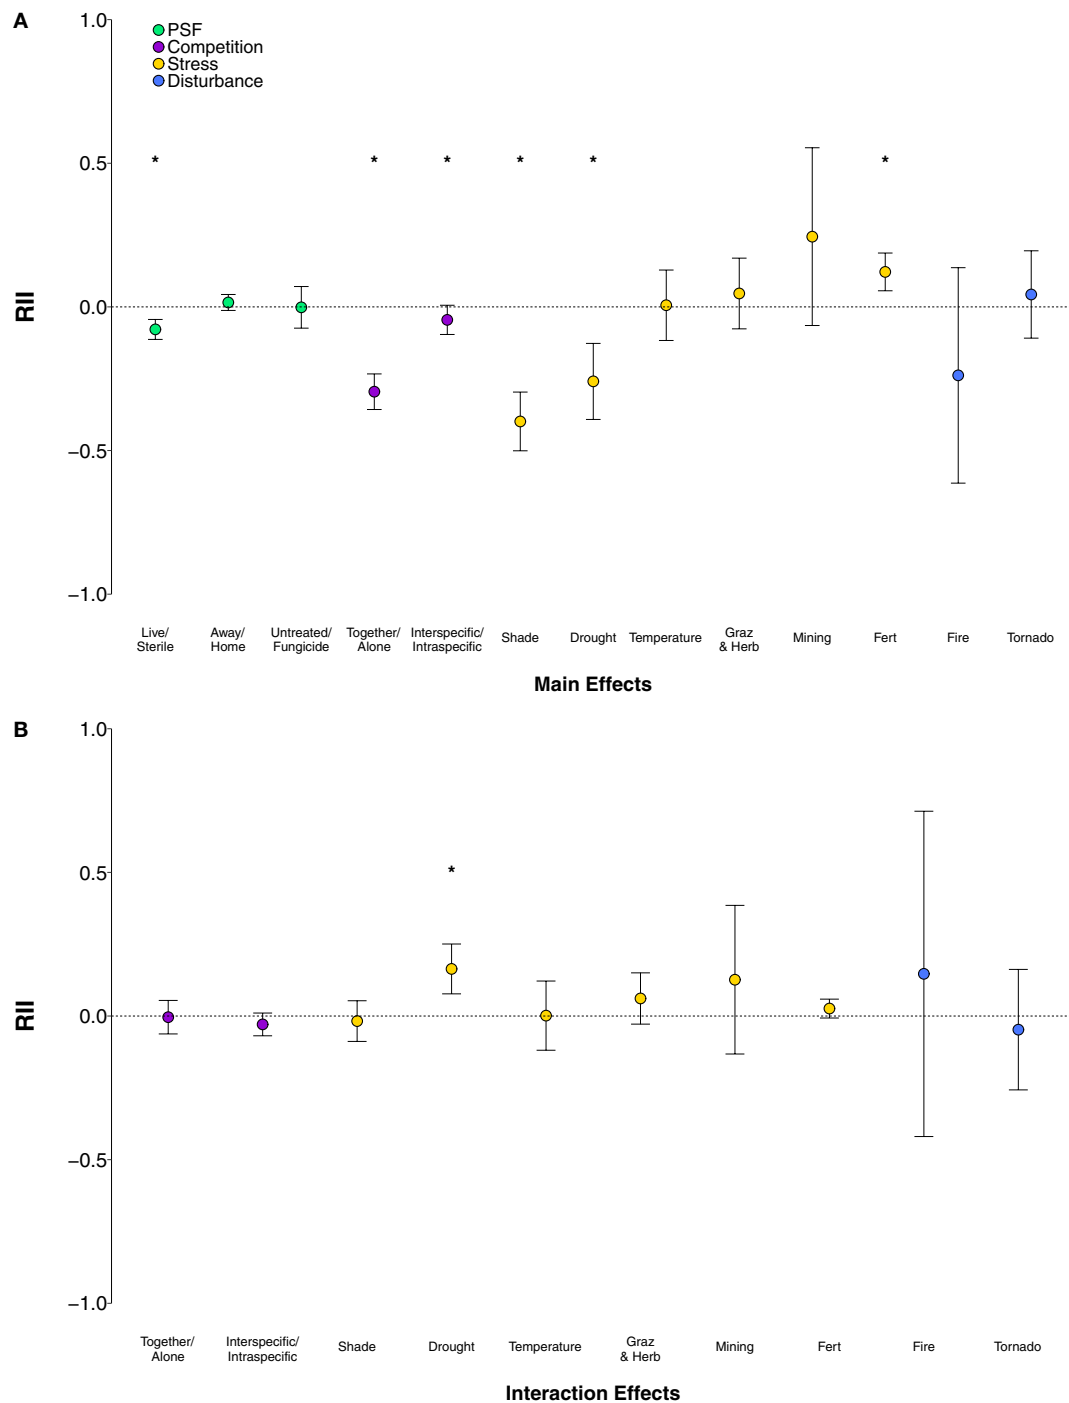 A
1.0
PSF
Competition
Stress
Disturbance
* * * * * *
0.5
0.0
−0.5
−1.0
RII
Live/ Away/ Untreated/ Together/ Interspecific/ Shade Drought Temperature Graz Mining Fert Fire Tornado
Sterile Home Fungicide Alone Intraspecific & Herb
Main Effects
B
1.0
*
0.5
0.0
−0.5
−1.0
RII
Together/ Interspecific/ Shade Drought Temperature Graz Mining Fert Fire Tornado
Alone Intraspecific & Herb
Interaction Effects